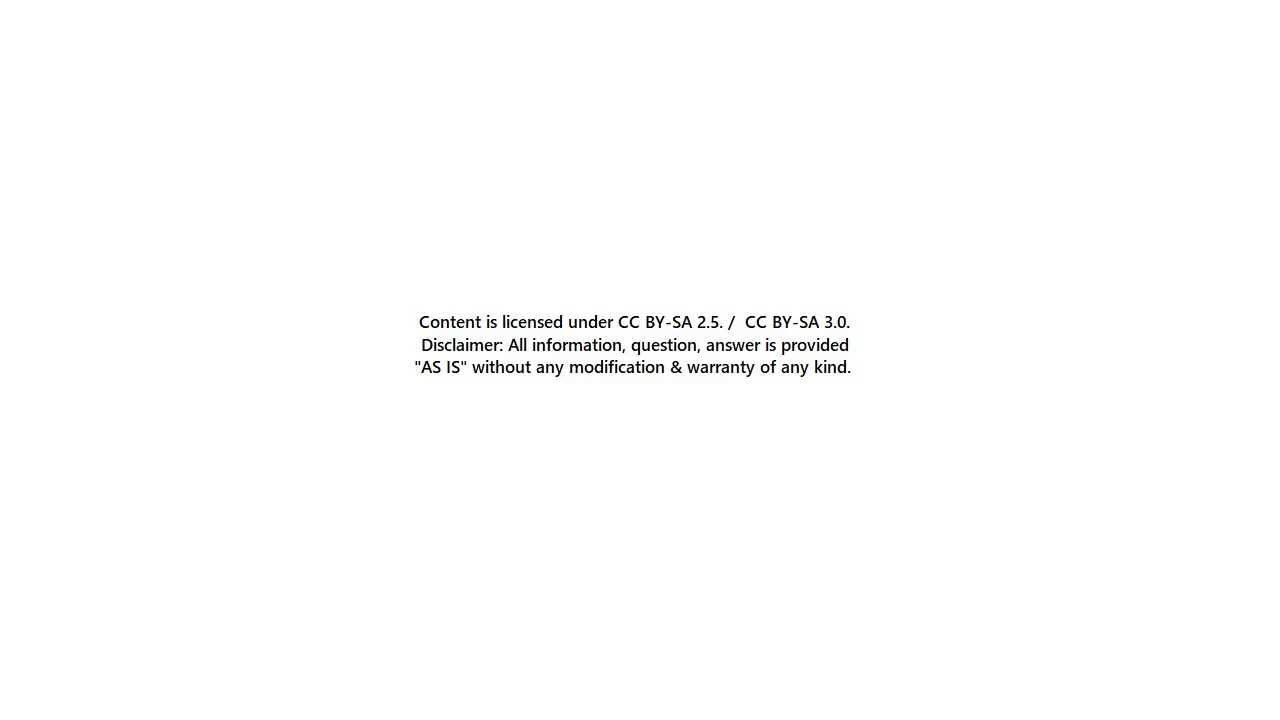 Content is licensed under CC BY-SA 2.5. /  CC BY-SA 3.0.
Disclaimer: All information, question, answer is provided
"AS IS" without any modification & warranty of any kind.